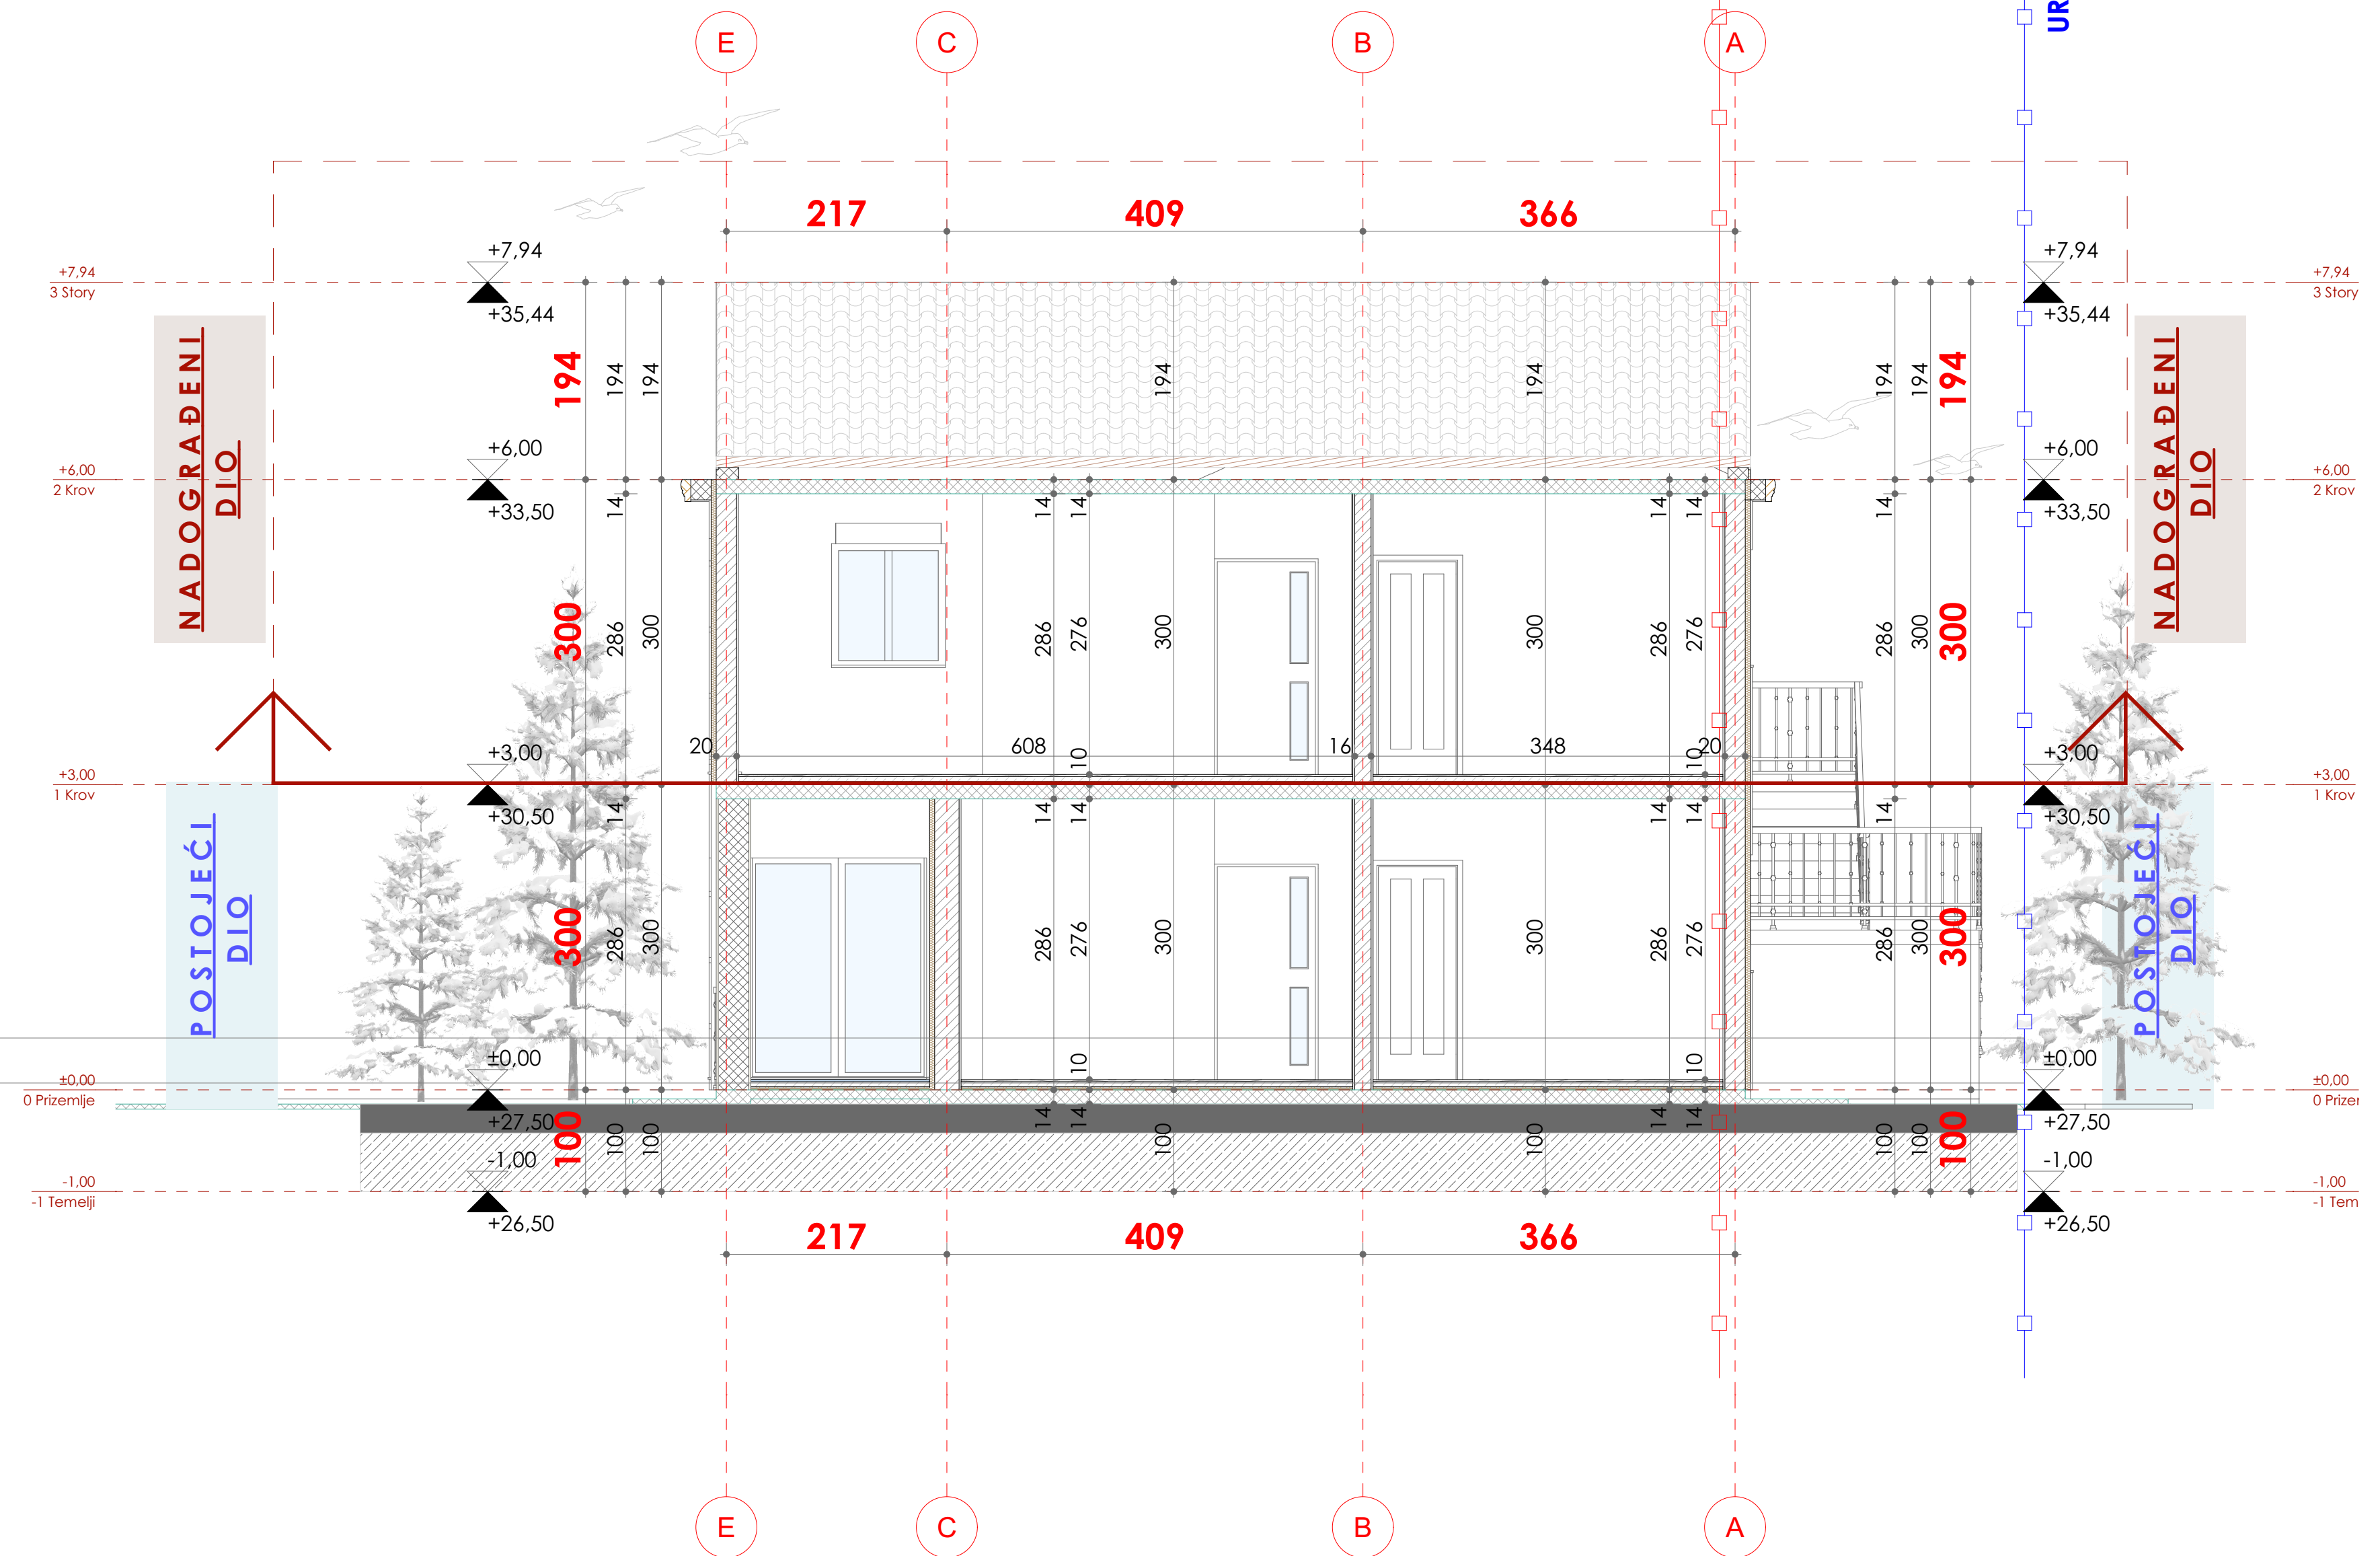 UR
E C B A
217 409 366
+7,94 +7,94
+7,94 +7,94
3 Story 3 Story
+35,44 +35,44
NADOGRAĐENI
DIO
NADOGRAĐENI
DIO
194 194 194 194 194 194 194 194
+6,00 +6,00
+6,00 +6,00
2 Krov 2 Krov
+33,50 +33,50
14 14 14 14 14 14
300 286 300 286 276 300 300 286 276 286 300 300
20 608 10 16 348 10 20
+3,00 +3,00
+3,00 +3,00
1 Krov 1 Krov
+30,50 +30,50
14 14 14 14 14 14
POSTOJEĆI
DIO
POSTOJEĆI
DIO
300 286 300 286 276 300 300 286 276 286 300 300
10 10
±0,00 ±0,00
±0,00 ±0,00
0 Prizemlje 0 Prizer
+27,50 +27,50
14 14 14 14
100 100 100 100 100 100 100 100
-1,00 -1,00
-1,00 -1,00
-1 Temelji -1 Tem
+26,50 +26,50
217 409 366
E C B A